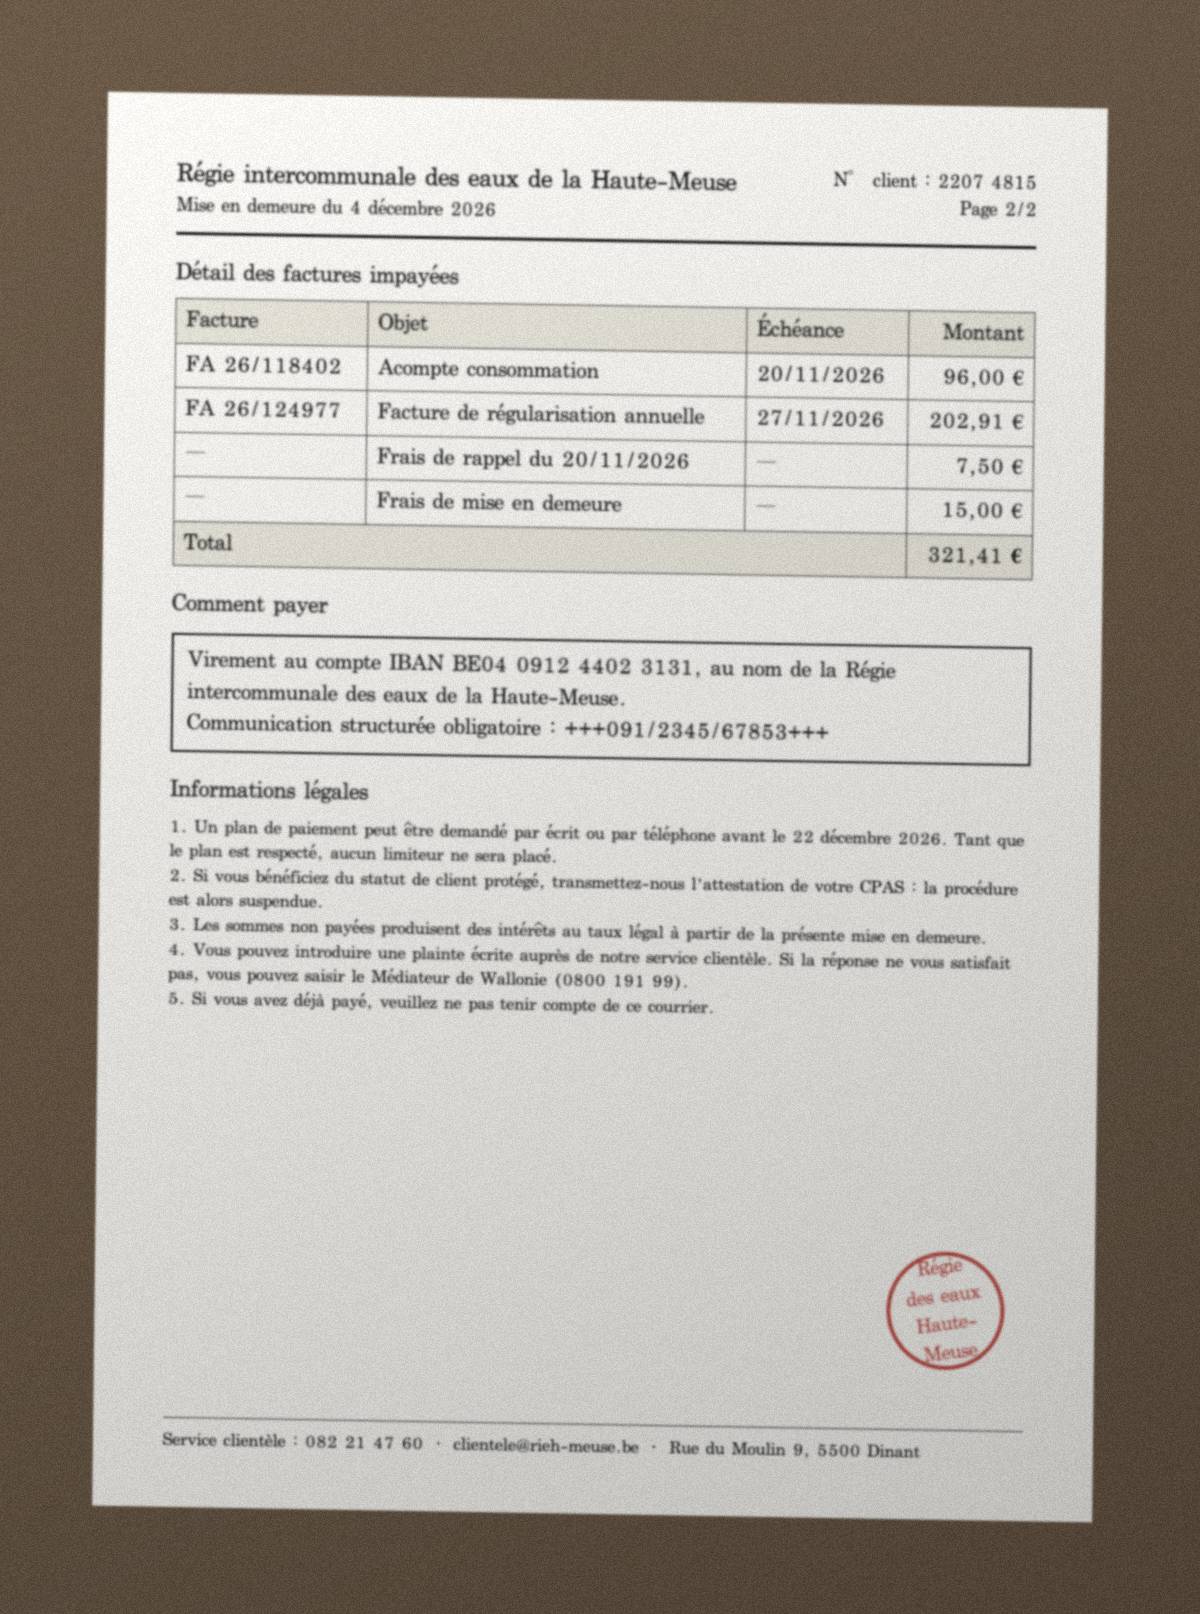 Régie intercommunale des eaux de la Haute-Meuse
N° client : 2207 4815
Mise en demeure du 4 décembre 2026
Page 2/2
Détail des factures impayées
Facture Objet Échéance Montant
FA 26/118402 Acompte consommation 20/11/2026 96,00 €
FA 26/124977 Facture de régularisation annuelle 27/11/2026 202,91 €
— Frais de rappel du 20/11/2026 — 7,50 €
— Frais de mise en demeure — 15,00 €
Total 321,41 €
Comment payer
Virement au compte IBAN BE04 0912 4402 3131, au nom de la Régie
intercommunale des eaux de la Haute-Meuse.
Communication structurée obligatoire : +++091/2345/67853+++
Informations légales
1. Un plan de paiement peut être demandé par écrit ou par téléphone avant le 22 décembre 2026. Tant que
le plan est respecté, aucun limiteur ne sera placé.
2. Si vous bénéficiez du statut de client protégé, transmettez-nous l'attestation de votre CPAS : la procédure
est alors suspendue.
3. Les sommes non payées produisent des intérêts au taux légal à partir de la présente mise en demeure.
4. Vous pouvez introduire une plainte écrite auprès de notre service clientèle. Si la réponse ne vous satisfait
pas, vous pouvez saisir le Médiateur de Wallonie (0800 191 99).
5. Si vous avez déjà payé, veuillez ne pas tenir compte de ce courrier.
Régie
des eaux
Haute-
Meuse
Service clientèle : 082 21 47 60 · clientele@rieh-meuse.be · Rue du Moulin 9, 5500 Dinant